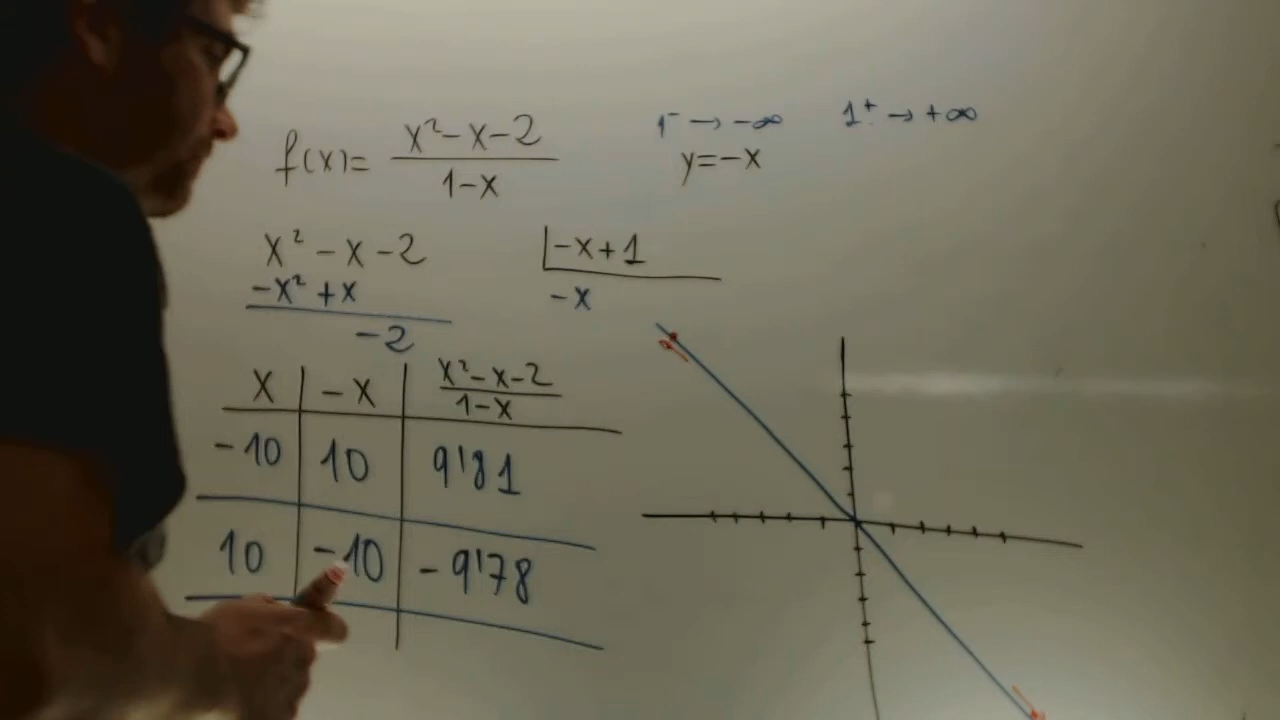 1⁻ → -∞ 1⁺ → +∞
f(x)= x²-x-2 / 1-x
y=-x
x² - x - 2 |-x+1
-x² + x -x
-2
x | -x | x²-x-2 / 1-x
-10 | 10 | 9'81
10 | -10 | -9'78